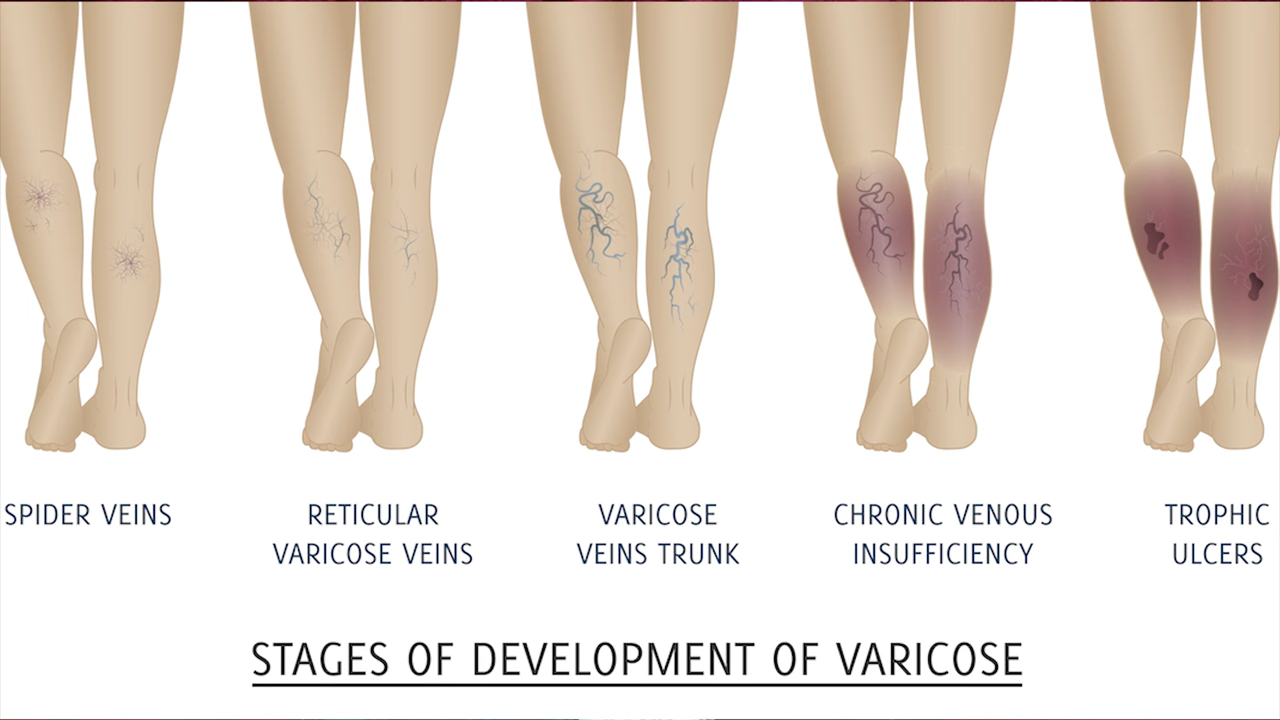 SPIDER VEINS
RETICULAR
VARICOSE VEINS
VARICOSE
VEINS TRUNK
CHRONIC VENOUS
INSUFFICIENCY
TROPHIC
ULCERS
STAGES OF DEVELOPMENT OF VARICOSE